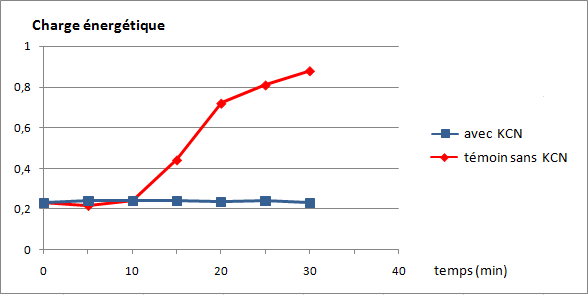 Charge énergétique
1
0,8
0,6
0,4
0,2
0
0 10 20 30 40
temps (min)
avec KCN
témoin sans KCN